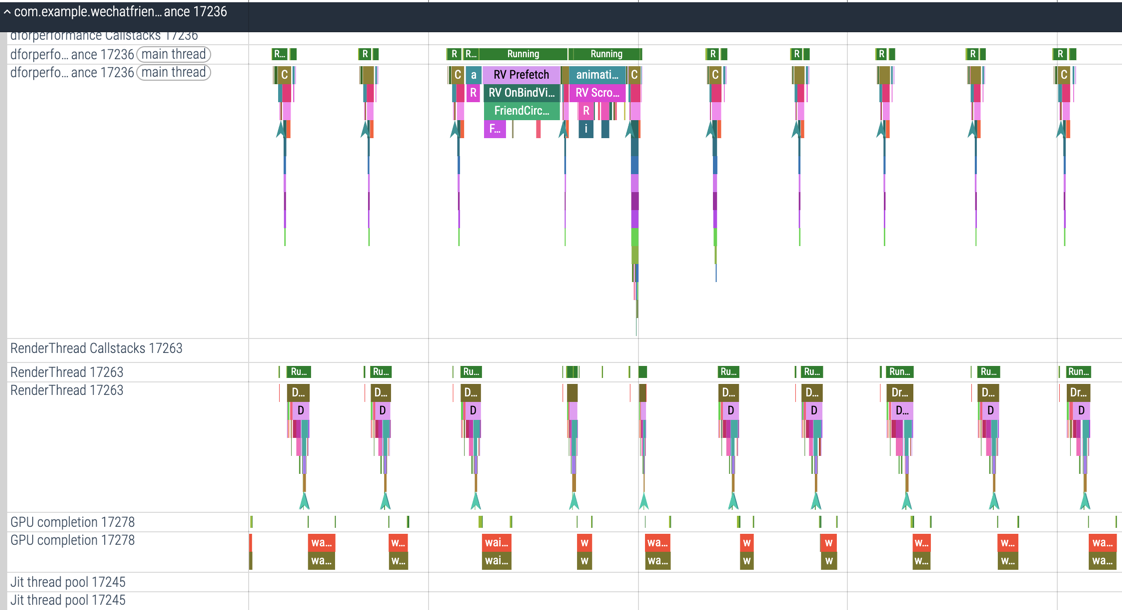 com.example.wechatfrien…ance 17236
dforperformance Callstacks 17236
dforperfo… ance 17236 main thread R… R R R… Running Running R R R R R
dforperfo… ance 17236 main thread C C a RV Prefetch animati… C C C
R RV OnBindVi… RV Scro…
FriendCirc… R
F… i
RenderThread Callstacks 17263
RenderThread 17263 Ru… Ru… Ru… Ru… Ru… Run… Ru… Run…
RenderThread 17263 D… D… D… D… D… Dr… D… Dr…
D D D D D D… D D
GPU completion 17278
GPU completion 17278 wa… w… wai… w wa… w w w… w… wa…
wa… w… wai… w wa… w w w… w… wa…
Jit thread pool 17245
Jit thread pool 17245